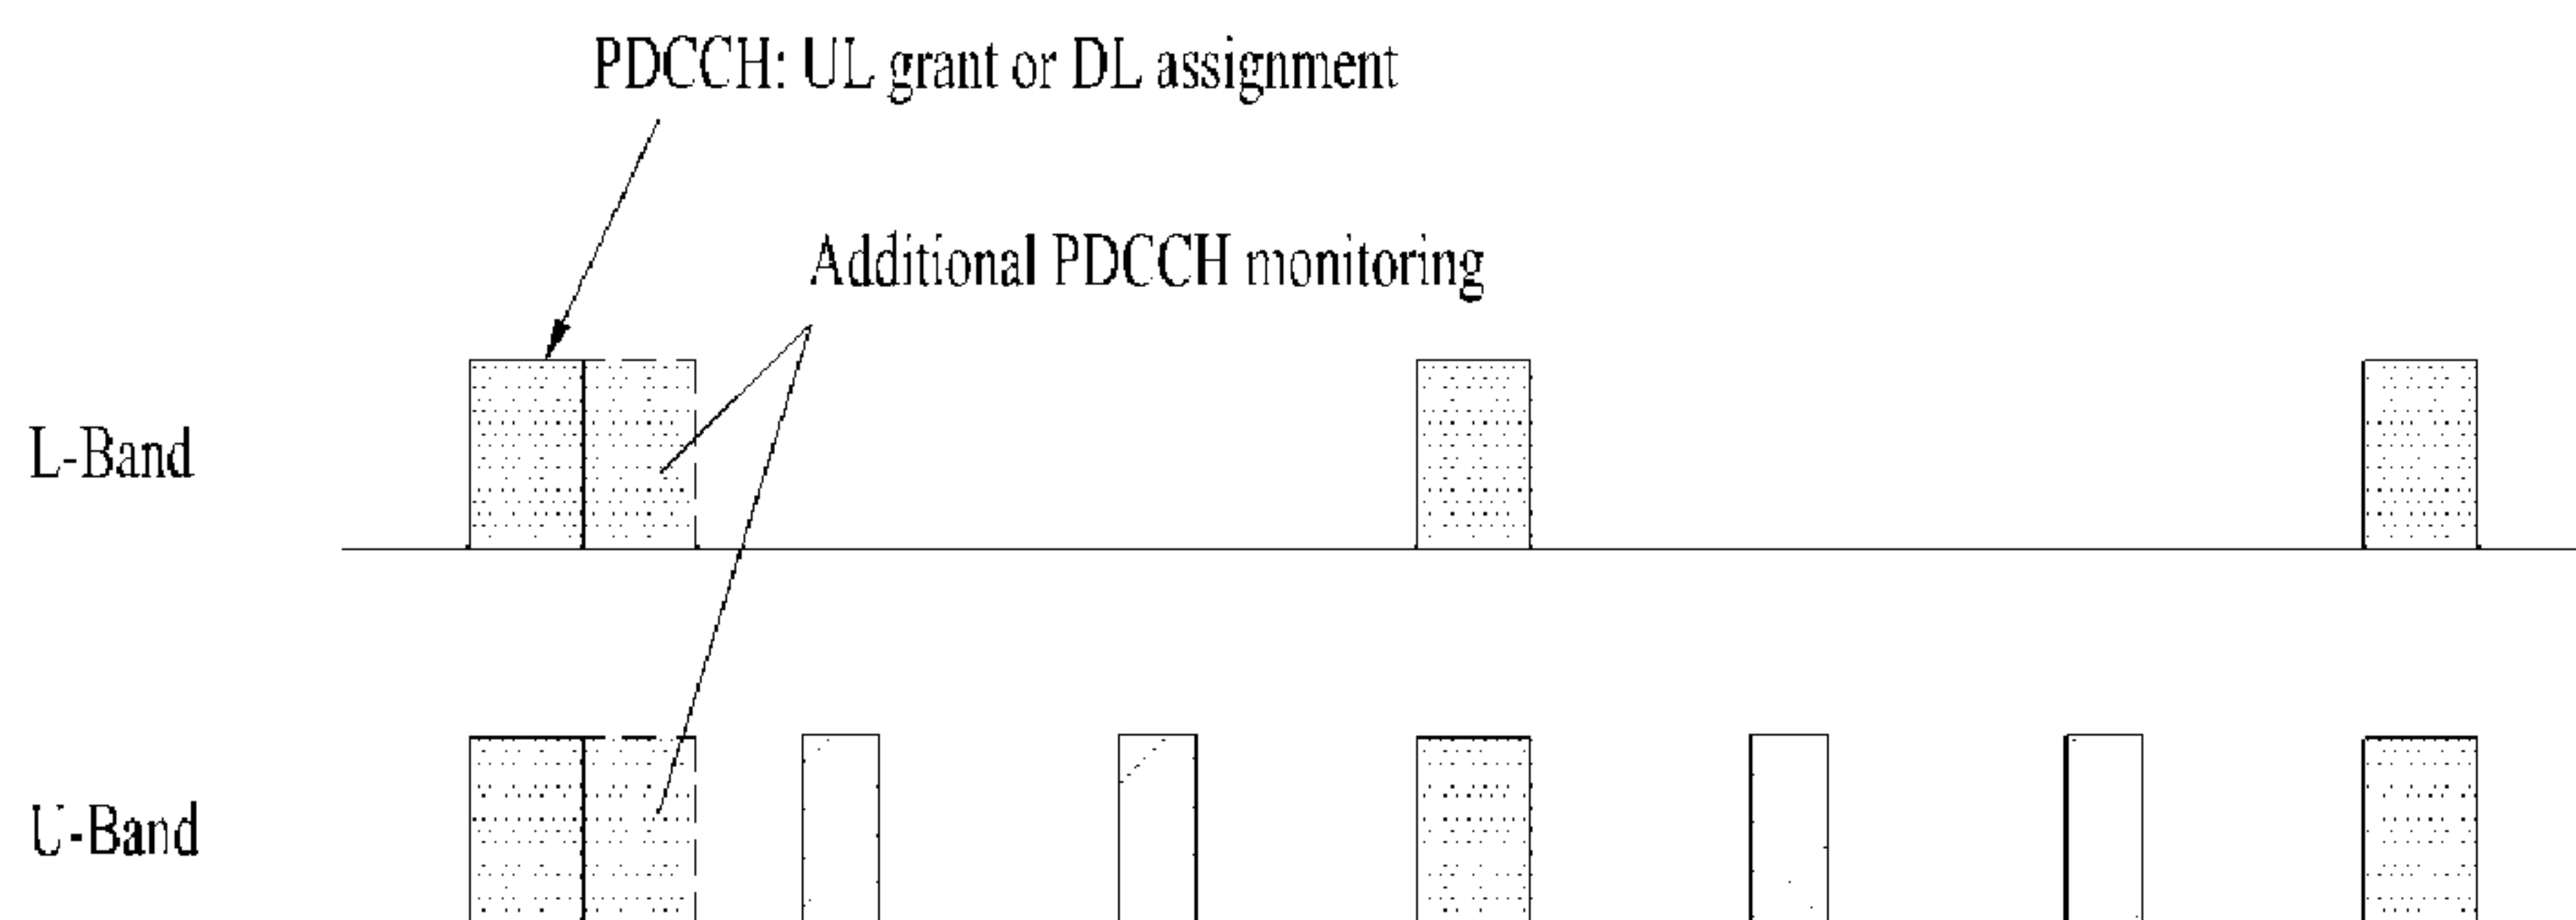 PDCCH: UL grant or DL assignment
Additional PDCCH monitoring
L-Band
U-Band